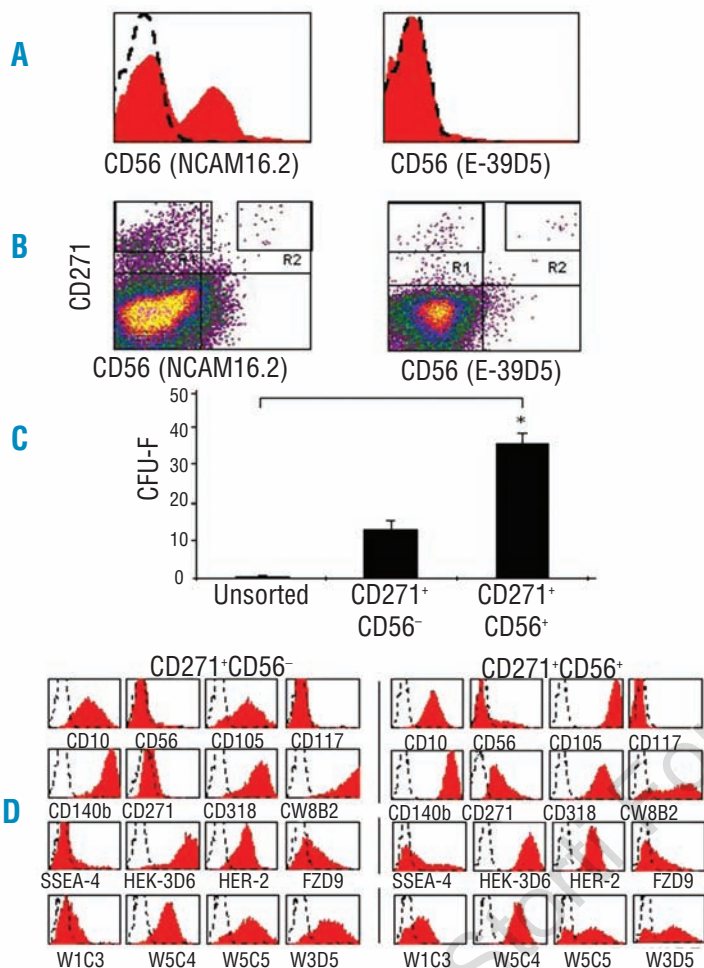 A
CD56 (NCAM16.2) CD56 (E-39D5)
B
CD271
R1 R2 R1 R2
CD56 (NCAM16.2) CD56 (E-39D5)
C
CFU-F
50
40
30
20
10
0
*
Unsorted CD271⁺ CD56⁻ CD271⁺ CD56⁺
D
CD271⁺CD56⁻ CD271⁺CD56⁺
CD10 CD56 CD105 CD117 CD10 CD56 CD105 CD117
CD140b CD271 CD318 CW8B2 CD140b CD271 CD318 CW8B2
SSEA-4 HEK-3D6 HER-2 FZD9 SSEA-4 HEK-3D6 HER-2 FZD9
W1C3 W5C4 W5C5 W3D5 W1C3 W5C4 W5C5 W3D5